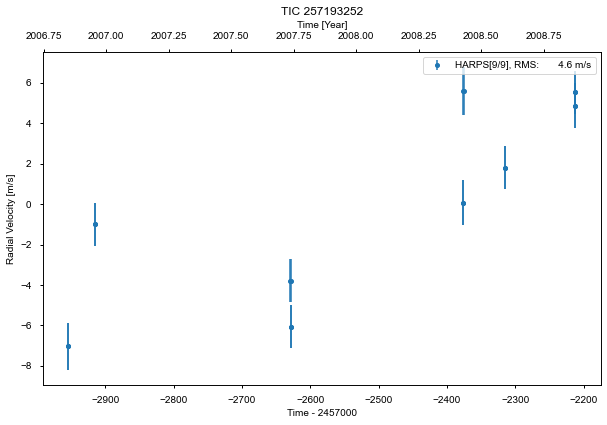 TIC 257193252
Time [Year]
2006.75 2007.00 2007.25 2007.50 2007.75 2008.00 2008.25 2008.50 2008.75
HARPS[9/9], RMS: 4.6 m/s
6
4
2
0
−2
−4
−6
−8
Radial Velocity [m/s]
−2900 −2800 −2700 −2600 −2500 −2400 −2300 −2200
Time - 2457000